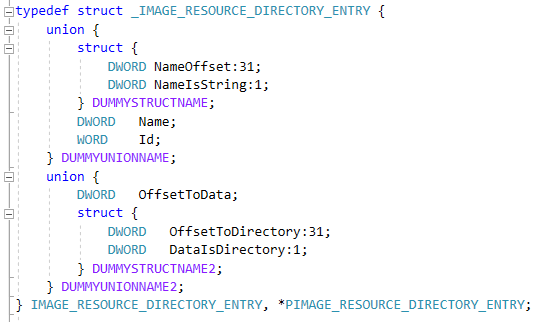 typedef struct _IMAGE_RESOURCE_DIRECTORY_ENTRY {
    union {
        struct {
            DWORD NameOffset:31;
            DWORD NameIsString:1;
        } DUMMYSTRUCTNAME;
        DWORD   Name;
        WORD    Id;
    } DUMMYUNIONNAME;
    union {
        DWORD   OffsetToData;
        struct {
            DWORD   OffsetToDirectory:31;
            DWORD   DataIsDirectory:1;
        } DUMMYSTRUCTNAME2;
    } DUMMYUNIONNAME2;
} IMAGE_RESOURCE_DIRECTORY_ENTRY, *PIMAGE_RESOURCE_DIRECTORY_ENTRY;